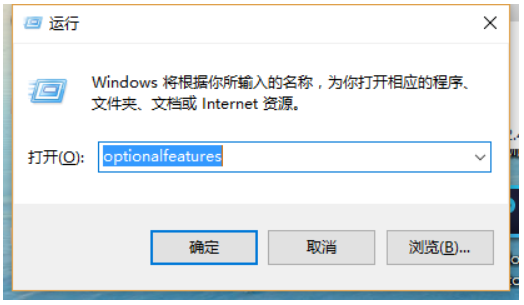 运行
Windows 将根据你所输入的名称，为你打开相应的程序、
文件夹、文档或 Internet 资源。
打开(O): optionalfeatures
确定 取消 浏览(B)...